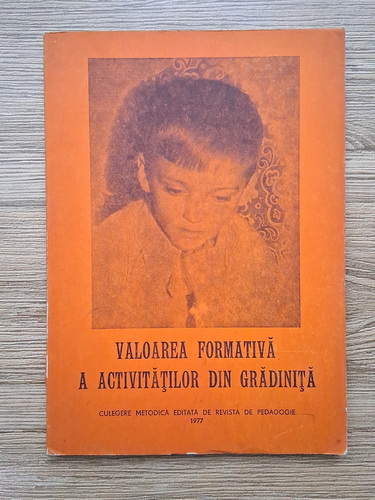 VALOAREA FORMATIVĂ
A ACTIVITĂŢILOR DIN GRĂDINIŢĂ
CULEGERE METODICĂ EDITATĂ DE REVISTA DE PEDAGOGIE
1977